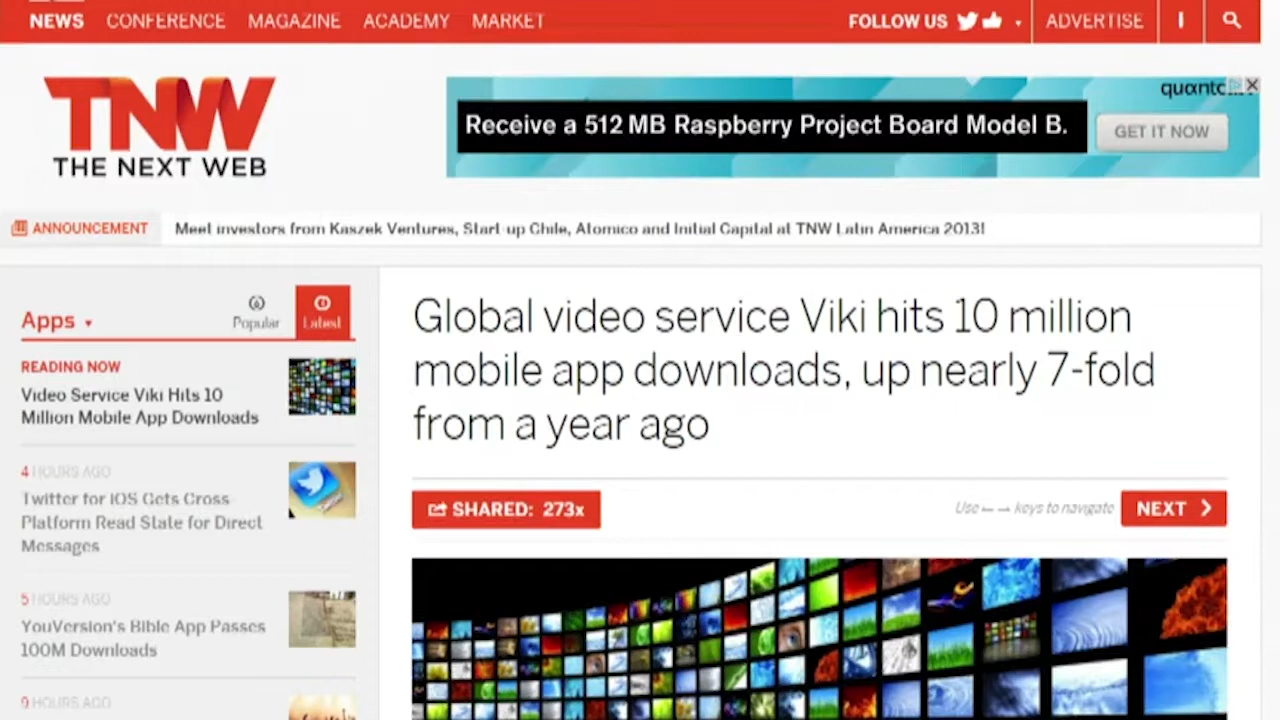 NEWS CONFERENCE MAGAZINE ACADEMY MARKET FOLLOW US ADVERTISE
TNW
THE NEXT WEB
Receive a 512 MB Raspberry Project Board Model B.
GET IT NOW
ANNOUNCEMENT Meet investors from Kaszek Ventures, Start-up Chile, Atomico and Initial Capital at TNW Latin America 2013!
Apps
Popular
Latest
READING NOW
Video Service Viki Hits 10
Million Mobile App Downloads
4 HOURS AGO
Twitter for iOS Gets Cross
Platform Read State for Direct
Messages
5 HOURS AGO
YouVersion's Bible App Passes
100M Downloads
9 HOURS AGO
Global video service Viki hits 10 million
mobile app downloads, up nearly 7-fold
from a year ago
SHARED: 273x
Use ← → keys to navigate
NEXT